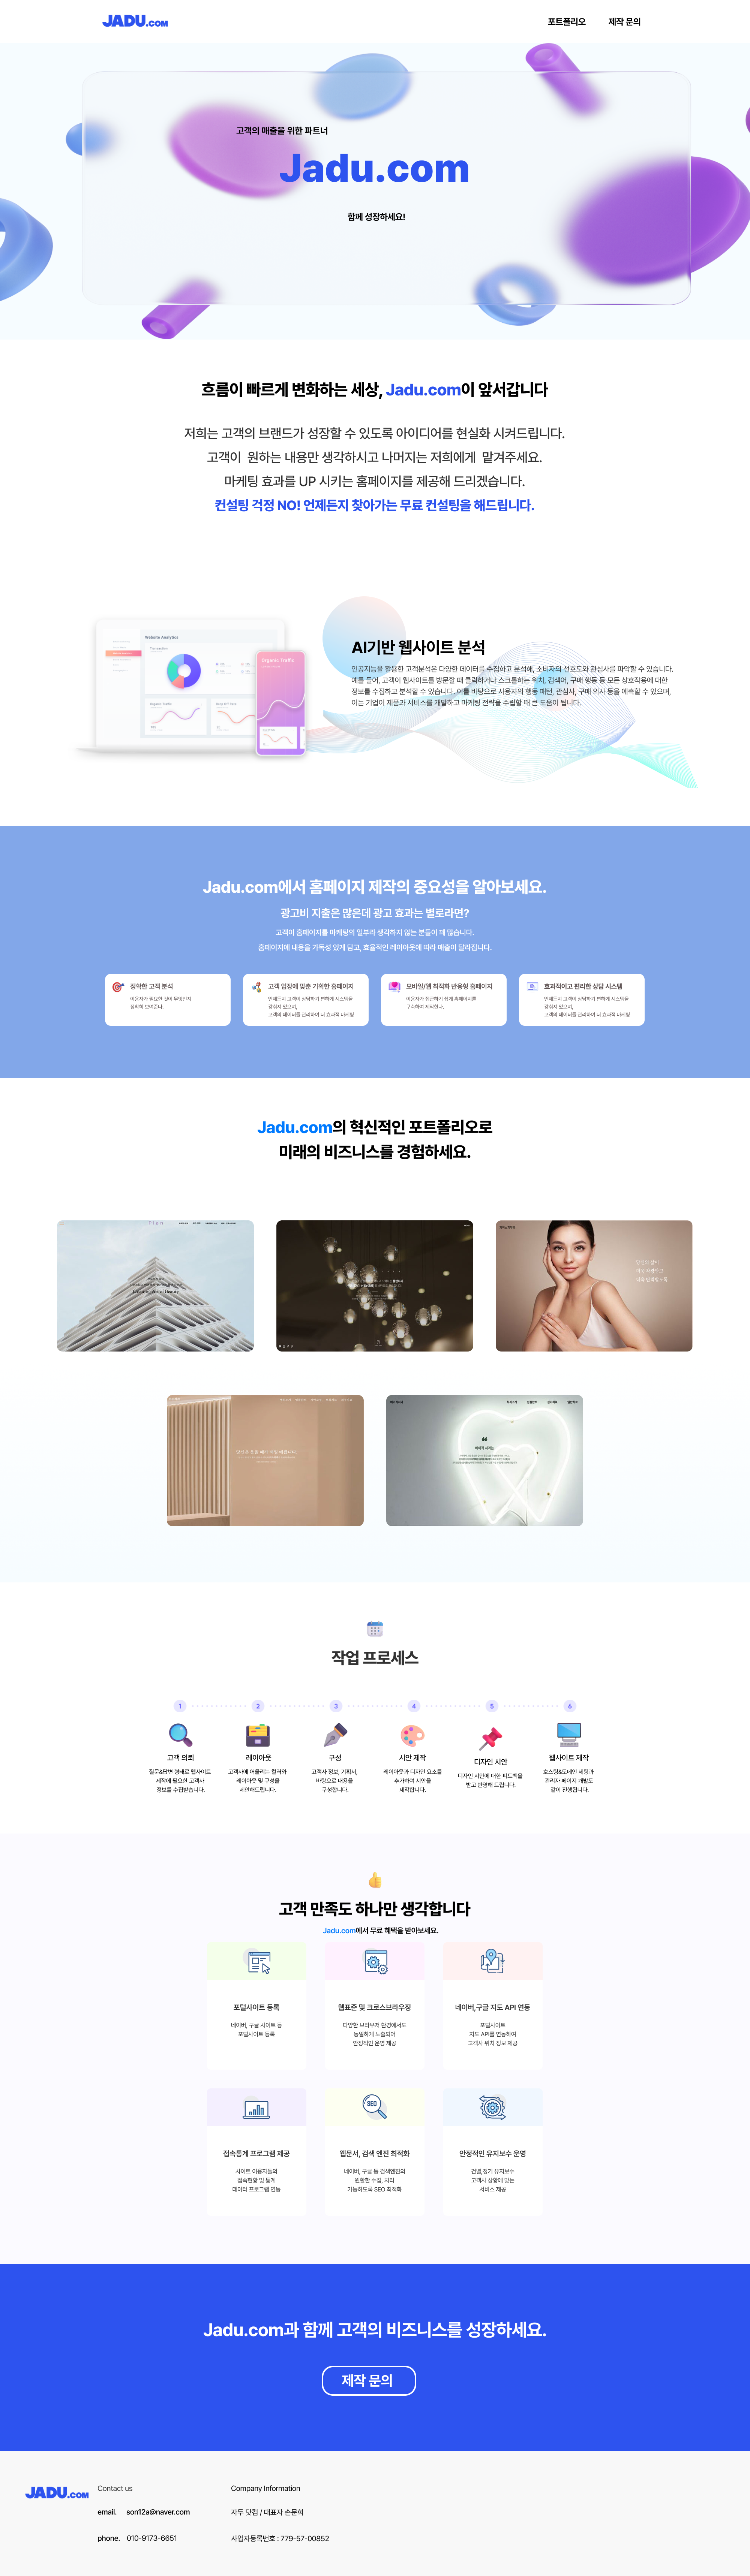 JADU.COM
포트폴리오
제작 문의
고객의 매출을 위한 파트너
Jadu.com
함께 성장하세요!
흐름이 빠르게 변화하는 세상, Jadu.com이 앞서갑니다
저희는 고객의 브랜드가 성장할 수 있도록 아이디어를 현실화 시켜드립니다.
고객이 원하는 내용만 생각하시고 나머지는 저희에게 맡겨주세요.
마케팅 효과를 UP 시키는 홈페이지를 제공해 드리겠습니다.
컨설팅 걱정 NO! 언제든지 찾아가는 무료 컨설팅을 해드립니다.
Website Analytics
Organic Traffic
AI기반 웹사이트 분석
인공지능을 활용한 고객분석은 다양한 데이터를 수집하고 분석해, 소비자의 선호도와 관심사를 파악할 수 있습니다.
예를 들어, 고객이 웹사이트를 방문할 때 클릭하거나 스크롤하는 위치, 검색어, 구매 행동 등 모든 상호작용에 대한
정보를 수집하고 분석할 수 있습니다. 이를 바탕으로 사용자의 행동 패턴, 관심사, 구매 의사 등을 예측할 수 있으며,
이는 기업이 제품과 서비스를 개발하고 마케팅 전략을 수립할 때 큰 도움이 됩니다.
Jadu.com에서 홈페이지 제작의 중요성을 알아보세요.
광고비 지출은 많은데 광고 효과는 별로라면?
고객이 홈페이지를 마케팅의 일부라 생각하지 않는 분들이 꽤 많습니다.
홈페이지에 내용을 가독성 있게 담고, 효율적인 레이아웃에 따라 매출이 달라집니다.
정확한 고객 분석
이용자가 필요한 것이 무엇인지
정확히 보여준다.
고객 입장에 맞춘 기획한 홈페이지
언제든지 고객이 상담하기 편하게 시스템을
갖춰져 있으며,
고객의 데이터를 관리하여 더 효과적 마케팅
모바일/웹 최적화 반응형 홈페이지
이용자가 접근하기 쉽게 홈페이지를
구축하여 제작한다.
효과적이고 편리한 상담 시스템
언제든지 고객이 상담하기 편하게 시스템을
갖춰져 있으며,
고객의 데이터를 관리하여 더 효과적 마케팅
Jadu.com의 혁신적인 포트폴리오로
미래의 비즈니스를 경험하세요.
작업 프로세스
1
2
3
4
5
6
고객 의뢰
질문&답변 형태로 웹사이트
제작에 필요한 고객사
정보를 수집받습니다.
레이아웃
고객사에 어울리는 컬러와
레이아웃 및 구성을
제안해드립니다.
구성
고객사 정보, 기획서,
바탕으로 내용을
구성합니다.
시안 제작
레이아웃과 디자인 요소를
추가하여 시안을
제작합니다.
디자인 시안
디자인 시안에 대한 피드백을
받고 반영해 드립니다.
웹사이트 제작
호스팅&도메인 세팅과
관리자 페이지 개발도
같이 진행됩니다.
고객 만족도 하나만 생각합니다
Jadu.com에서 무료 혜택을 받아보세요.
포털사이트 등록
네이버, 구글 사이트 등
포털사이트 등록
웹표준 및 크로스브라우징
다양한 브라우저 환경에서도
동일하게 노출되어
안정적인 운영 제공
네이버,구글 지도 API 연동
포털사이트
지도 API를 연동하여
고객사 위치 정보 제공
접속통계 프로그램 제공
사이트 이용자들의
접속현황 및 통계
데이터 프로그램 연동
SEO
웹문서, 검색 엔진 최적화
네이버, 구글 등 검색엔진의
원활한 수집, 처리
가능하도록 SEO 최적화
안정적인 유지보수 운영
건별,정기 유지보수
고객사 상황에 맞는
서비스 제공
Jadu.com과 함께 고객의 비즈니스를 성장하세요.
제작 문의
JADU.COM
Contact us
email. son12a@naver.com
phone. 010-9173-6651
Company Information
자두 닷컴 / 대표자 손문희
사업자등록번호 : 779-57-00852